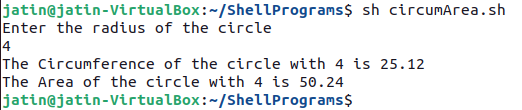 jatin@jatin-VirtualBox:~/ShellPrograms$ sh circumArea.sh
Enter the radius of the circle
4
The Circumference of the circle with 4 is 25.12
The Area of the circle with 4 is 50.24
jatin@jatin-VirtualBox:~/ShellPrograms$